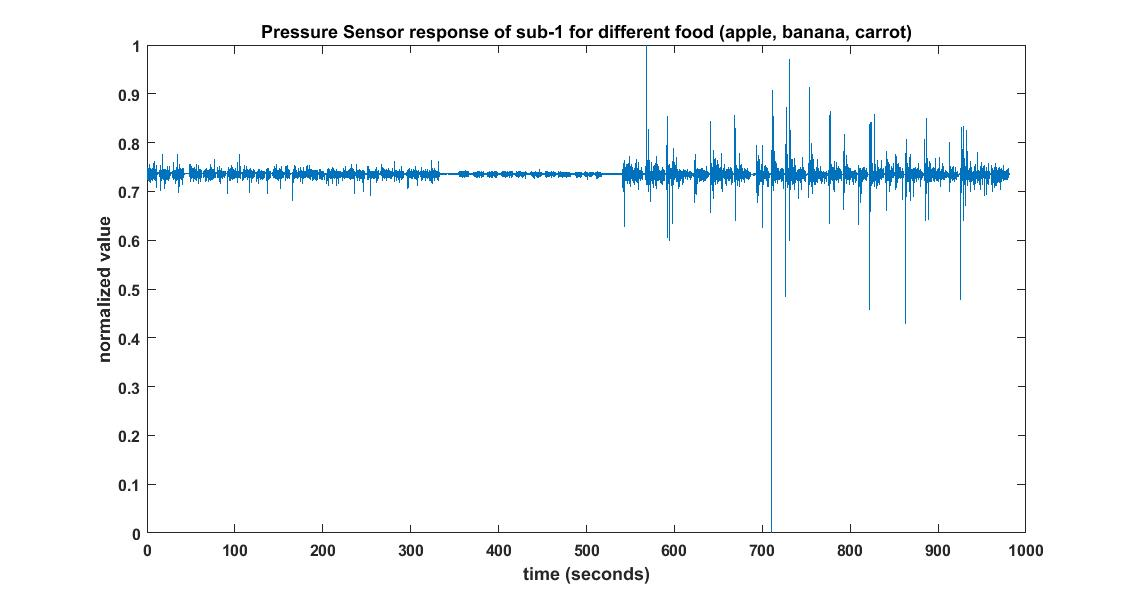 Pressure Sensor response of sub-1 for different food (apple, banana, carrot)
1
0.9
0.8
0.7
0.6
0.5
0.4
0.3
0.2
0.1
0
normalized value
0 100 200 300 400 500 600 700 800 900 1000
time (seconds)